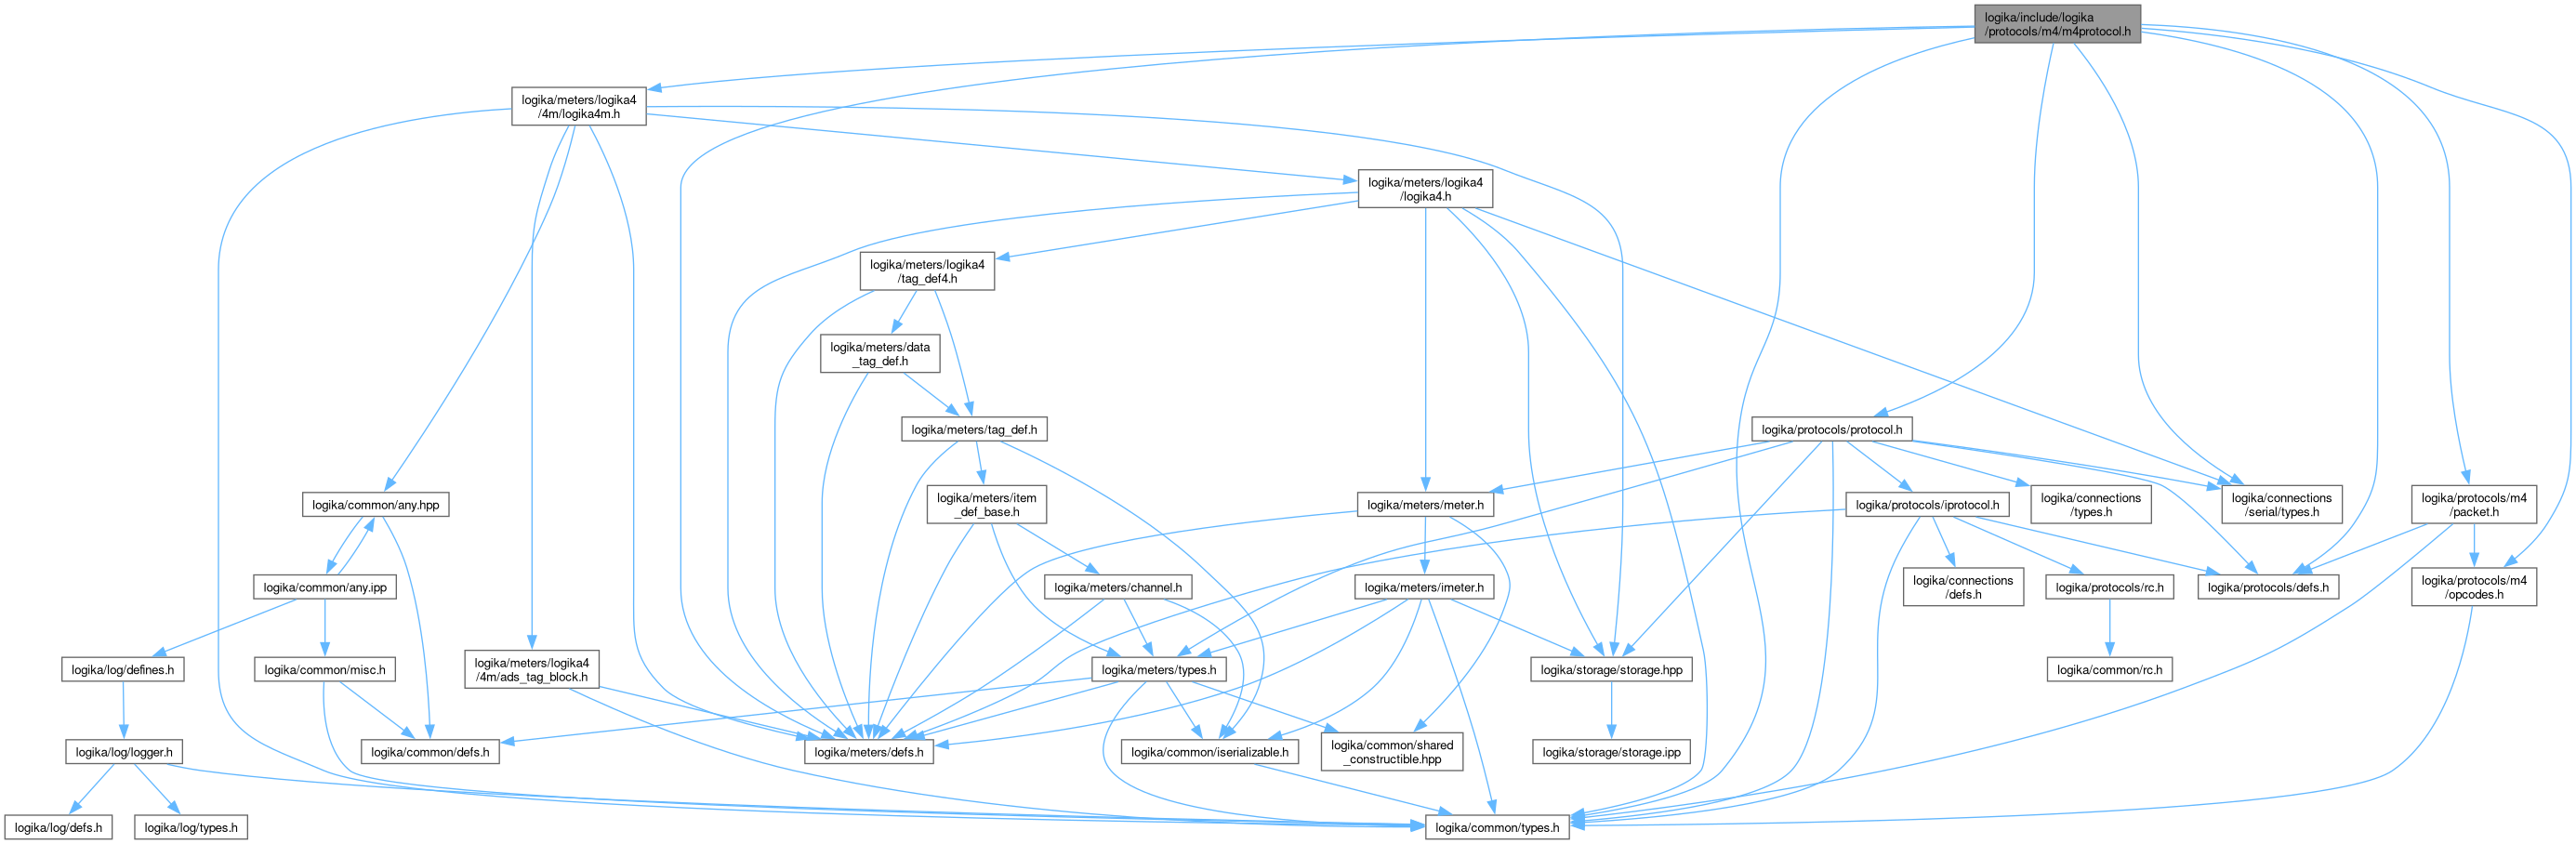 logika/include/logika
/protocols/m4/m4protocol.h
logika/meters/logika4
/4m/logika4m.h
logika/meters/logika4
/logika4.h
logika/meters/logika4
/tag_def4.h
logika/meters/data
_tag_def.h
logika/meters/tag_def.h
logika/protocols/protocol.h
logika/common/any.hpp
logika/meters/item
_def_base.h
logika/meters/meter.h
logika/protocols/iprotocol.h
logika/connections
/types.h
logika/connections
/serial/types.h
logika/protocols/m4
/packet.h
logika/common/any.ipp
logika/meters/channel.h
logika/meters/imeter.h
logika/connections
/defs.h
logika/protocols/rc.h
logika/protocols/defs.h
logika/protocols/m4
/opcodes.h
logika/log/defines.h
logika/common/misc.h
logika/meters/logika4
/4m/ads_tag_block.h
logika/meters/types.h
logika/storage/storage.hpp
logika/common/rc.h
logika/log/logger.h
logika/common/defs.h
logika/meters/defs.h
logika/common/iserializable.h
logika/common/shared
_constructible.hpp
logika/storage/storage.ipp
logika/log/defs.h
logika/log/types.h
logika/common/types.h